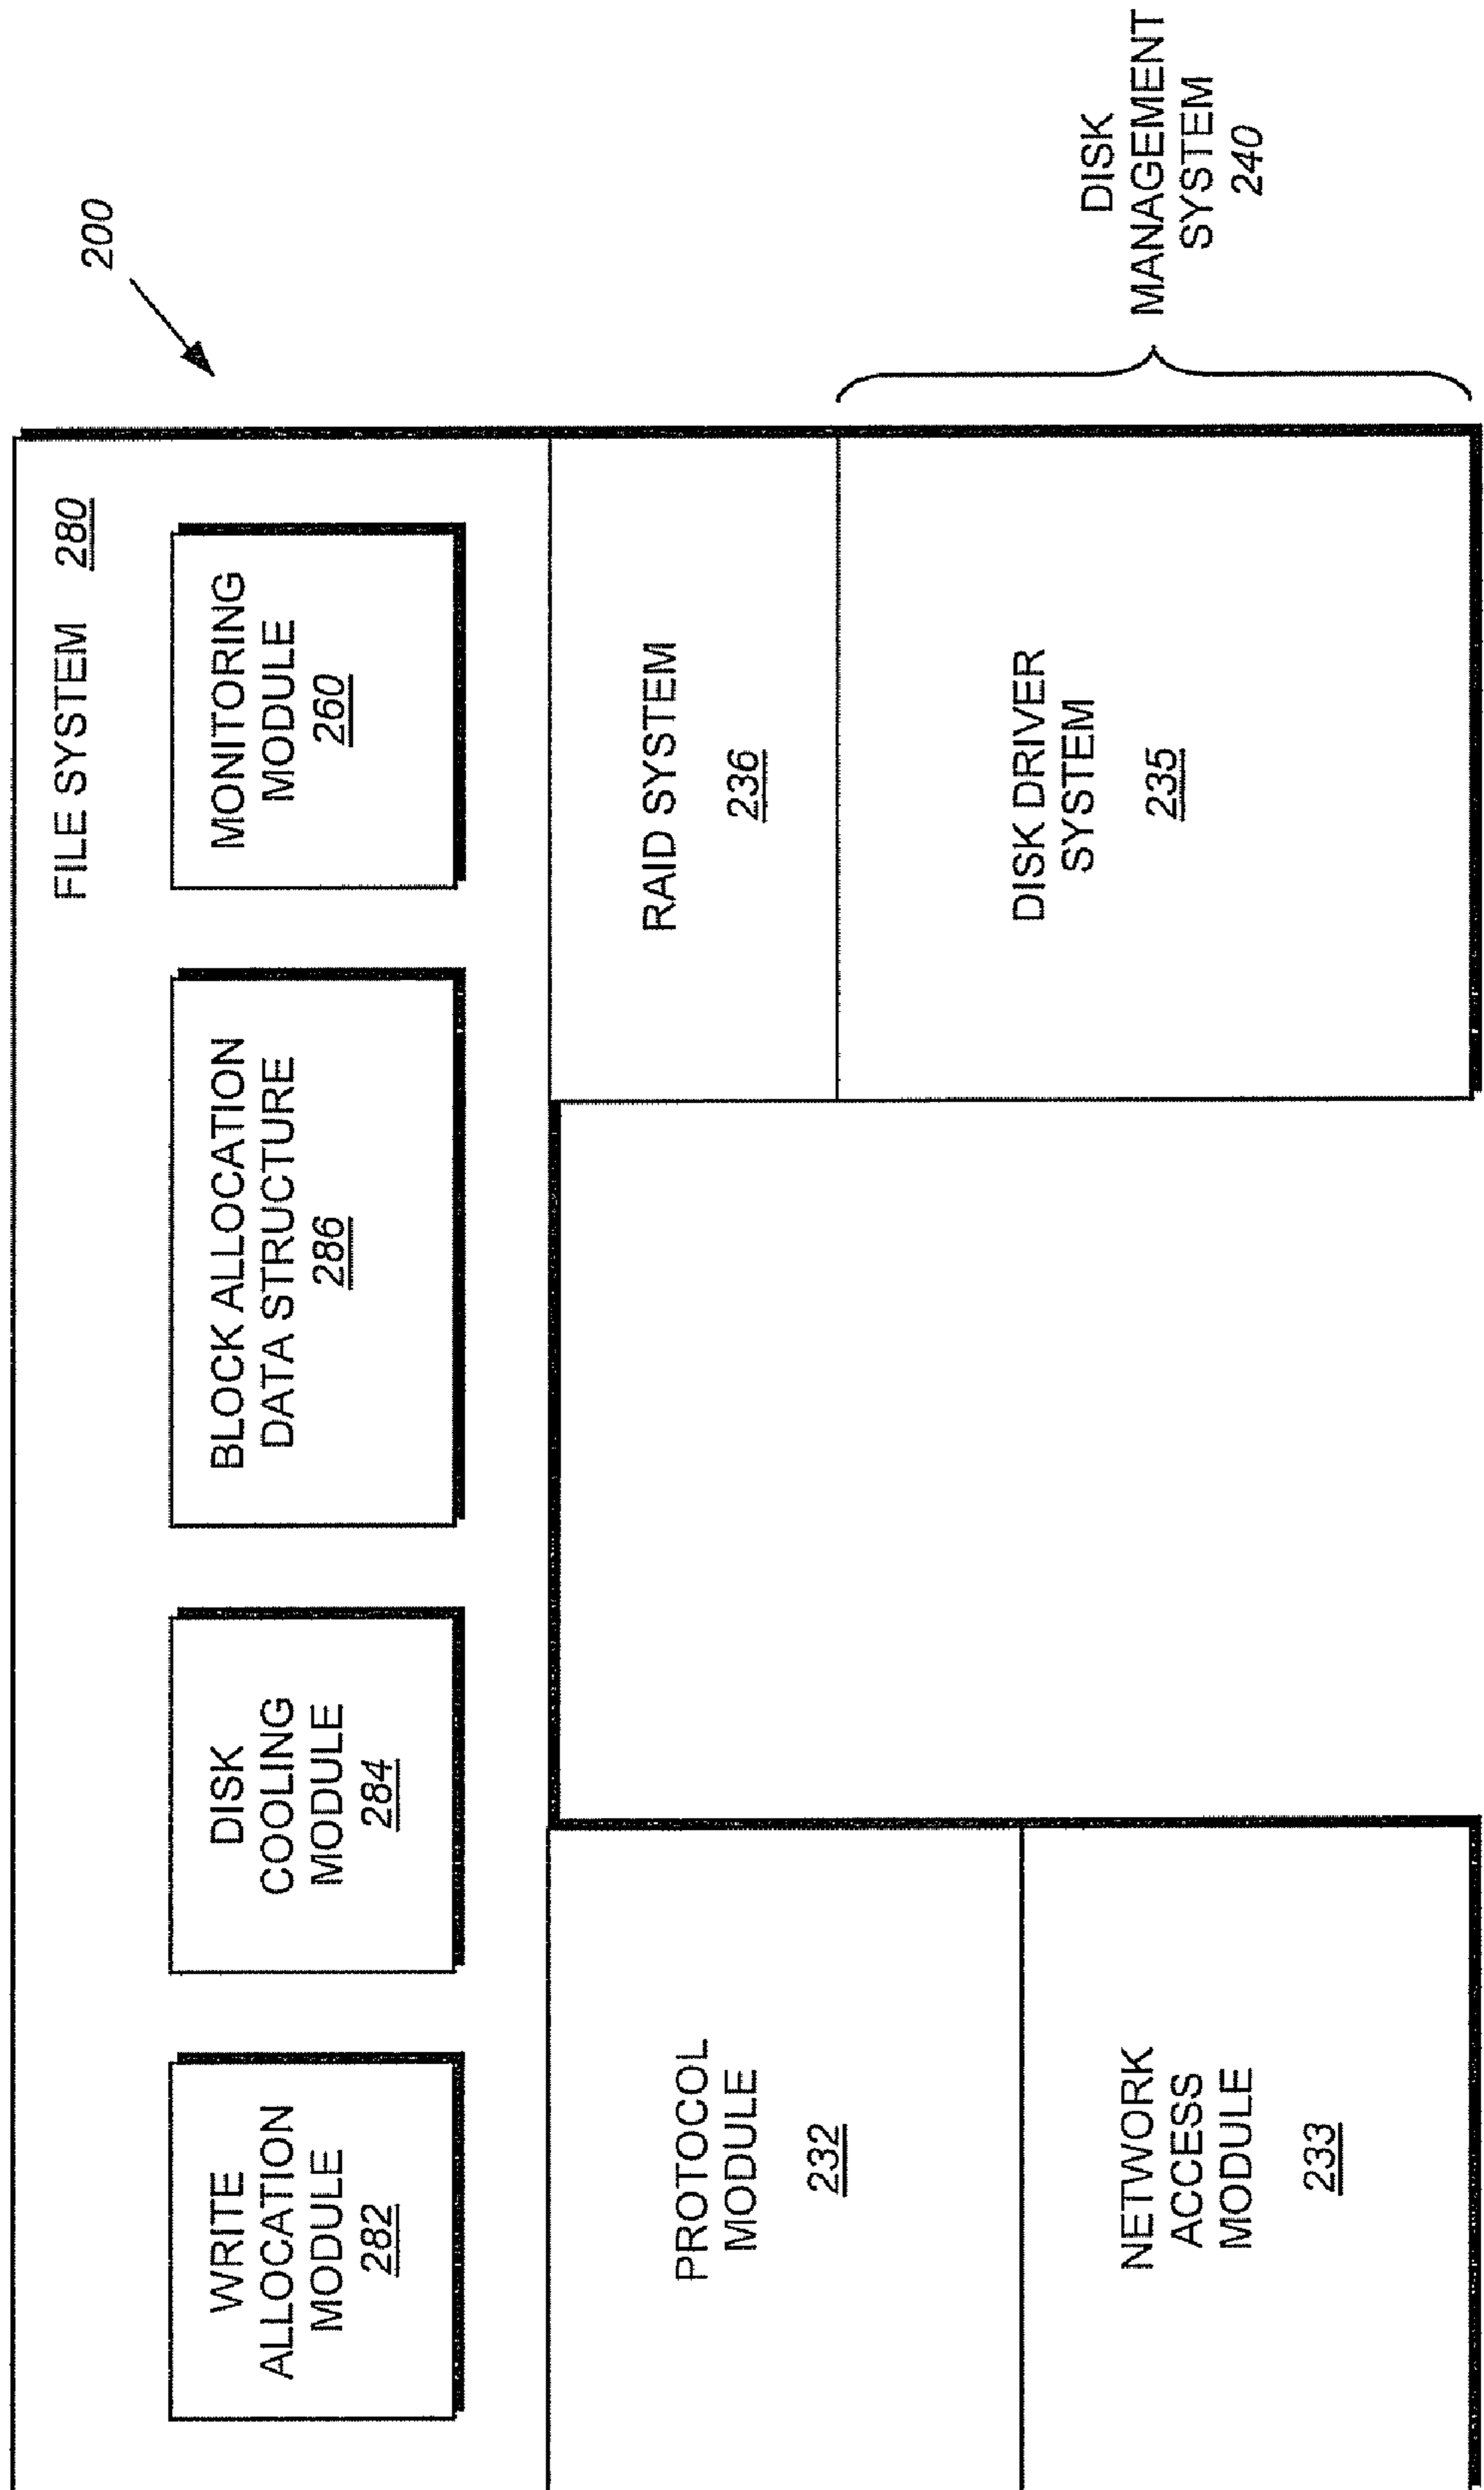 200
FILE SYSTEM 280
WRITE
ALLOCATION
MODULE
282
DISK
COOLING
MODULE
284
BLOCK ALLOCATION
DATA STRUCTURE
286
MONITORING
MODULE
260
PROTOCOL
MODULE
232
NETWORK
ACCESS
MODULE
233
RAID SYSTEM
236
DISK DRIVER
SYSTEM
235
DISK
MANAGEMENT
SYSTEM
240